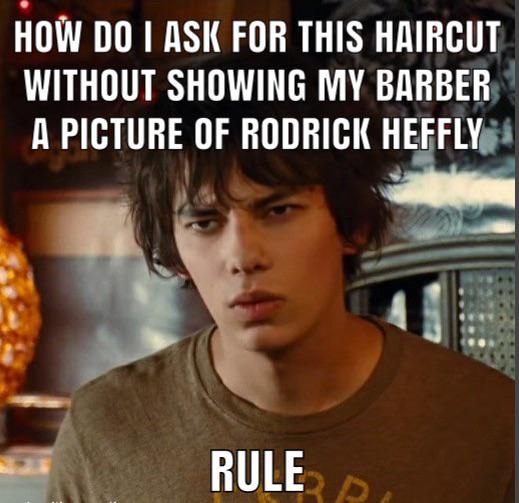 HOW DO I ASK FOR THIS HAIRCUT
WITHOUT SHOWING MY BARBER
A PICTURE OF RODRICK HEFFLY
RULE